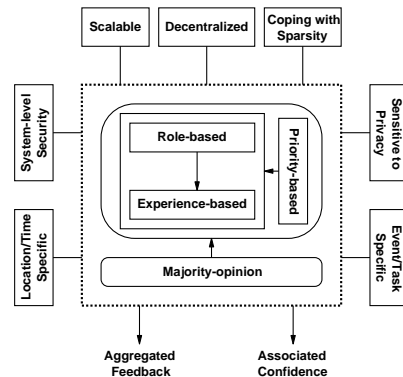 Scalable
Decentralized
Coping with
Sparsity
System-level
Security
Sensitive to
Privacy
Role-based
Priority-based
Experience-based
Location/Time
Specific
Event/Task
Specific
Majority-opinion
Aggregated
Feedback
Associated
Confidence